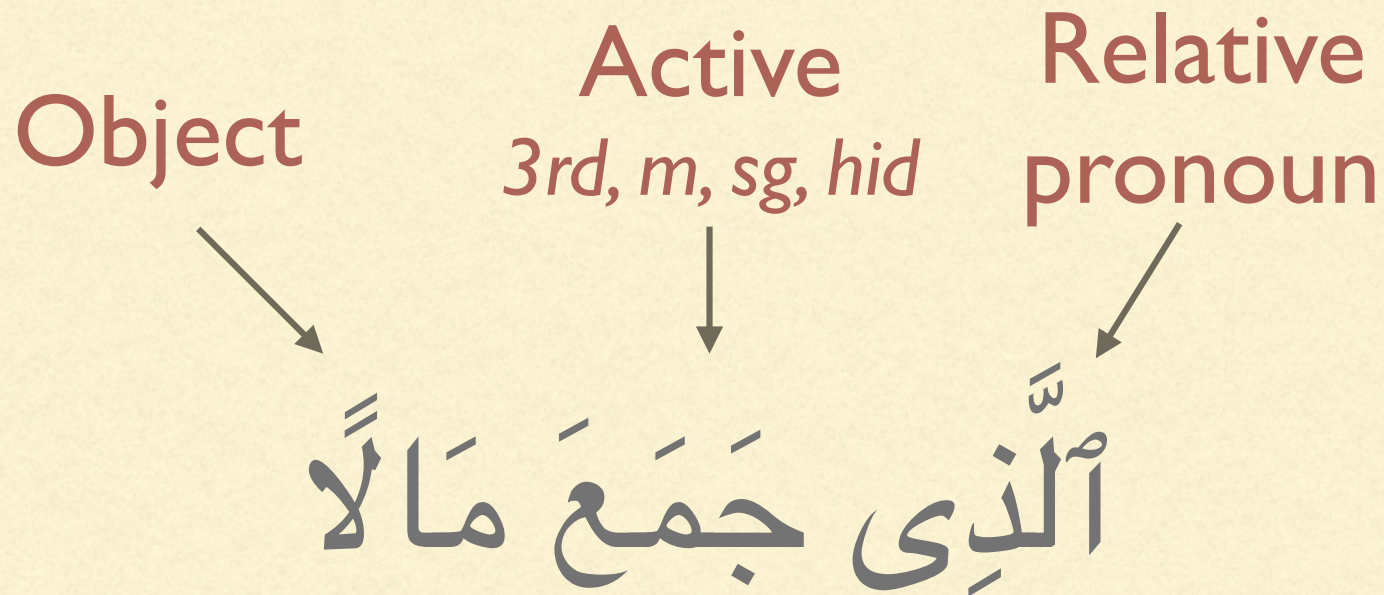 Object
Active
3rd, m, sg, hid
Relative
pronoun
ٱلَّذِى جَمَعَ مَالًا